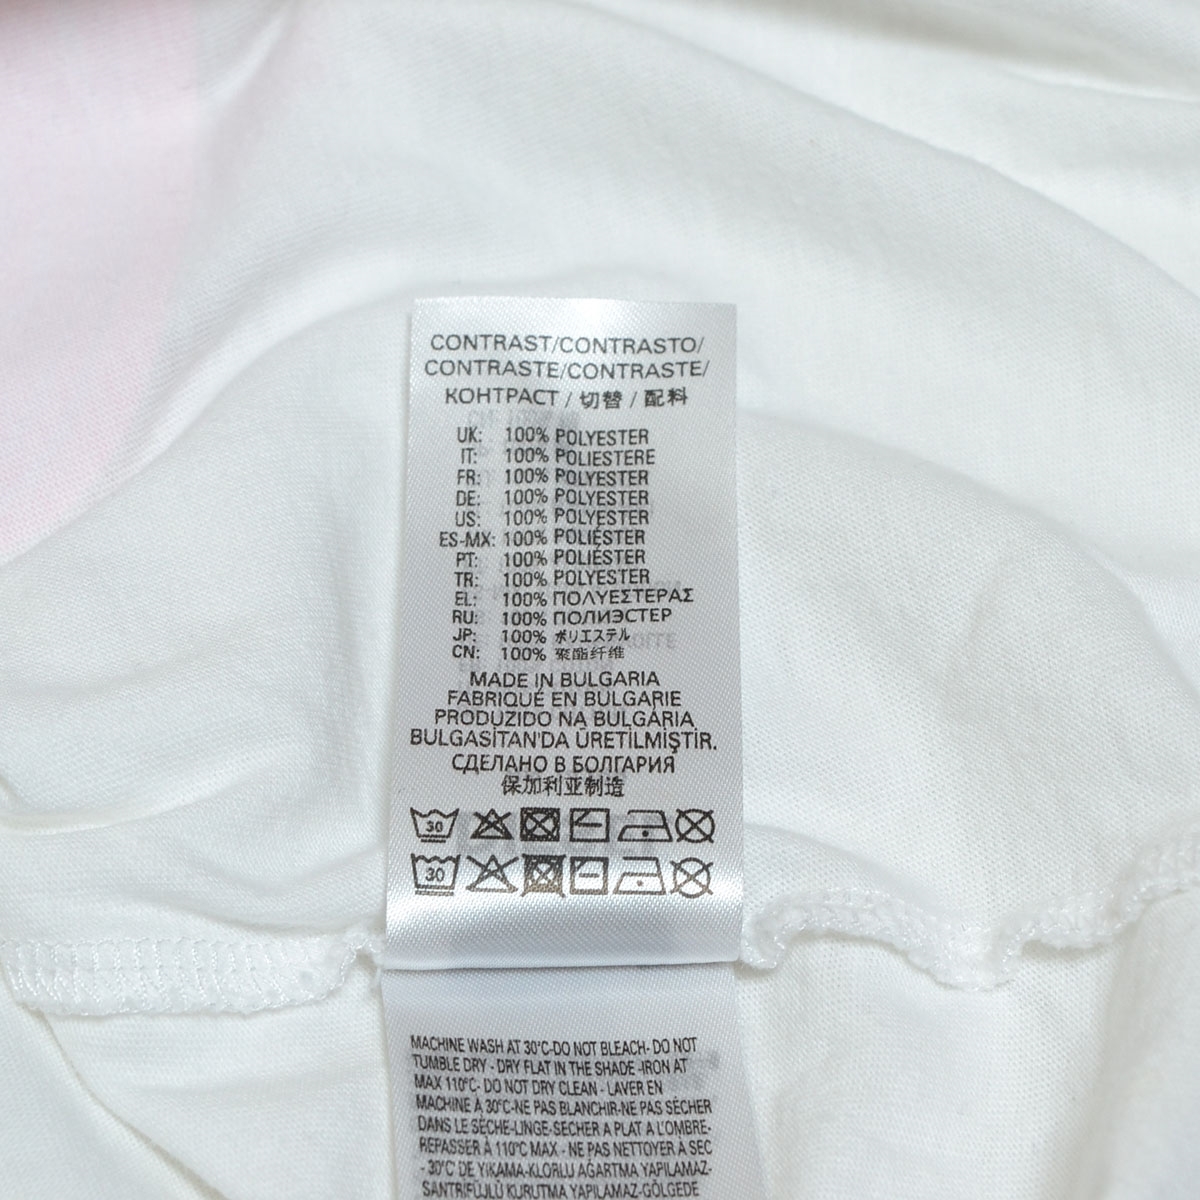 CONTRAST/CONTRASTO/
CONTRASTE/CONTRASTE/
КОНТРАСТ / 切替 / 配料
UK: 100% POLYESTER
IT: 100% POLIESTERE
FR: 100% POLYESTER
DE: 100% POLYESTER
US: 100% POLYESTER
ES-MX: 100% POLIÉSTER
PT: 100% POLIÉSTER
TR: 100% POLYESTER
EL: 100% ΠΟΛΥΕΣΤΕΡΑΣ
RU: 100% ПОЛИЭСТЕР
JP: 100% ポリエステル
CN: 100% 聚酯纤维
MADE IN BULGARIA
FABRIQUÉ EN BULGARIE
PRODUZIDO NA BULGÁRIA
BULGASİTAN'DA ÜRETİLMİŞTİR.
СДЕЛАНО В БОЛГАРИЯ
保加利亚制造
30
30
MACHINE WASH AT 30°C-DO NOT BLEACH- DO NOT
TUMBLE DRY - DRY FLAT IN THE SHADE -IRON AT
MAX 110°C- DO NOT DRY CLEAN - LAVER EN
MACHINE À 30°C-NE PAS BLANCHIR-NE PAS SÉCHER
DANS LE SÈCHE-LINGE-SECHER A PLAT A L'OMBRE-
REPASSER À 110°C MAX - NE PAS NETTOYER À SEC
- 30°C' DE YIKAMA-KLORLU AĞARTMA YAPILAMAZ-
SANTRİFÜJLÜ KURUTMA YAPILAMAZ-GÖLGEDE